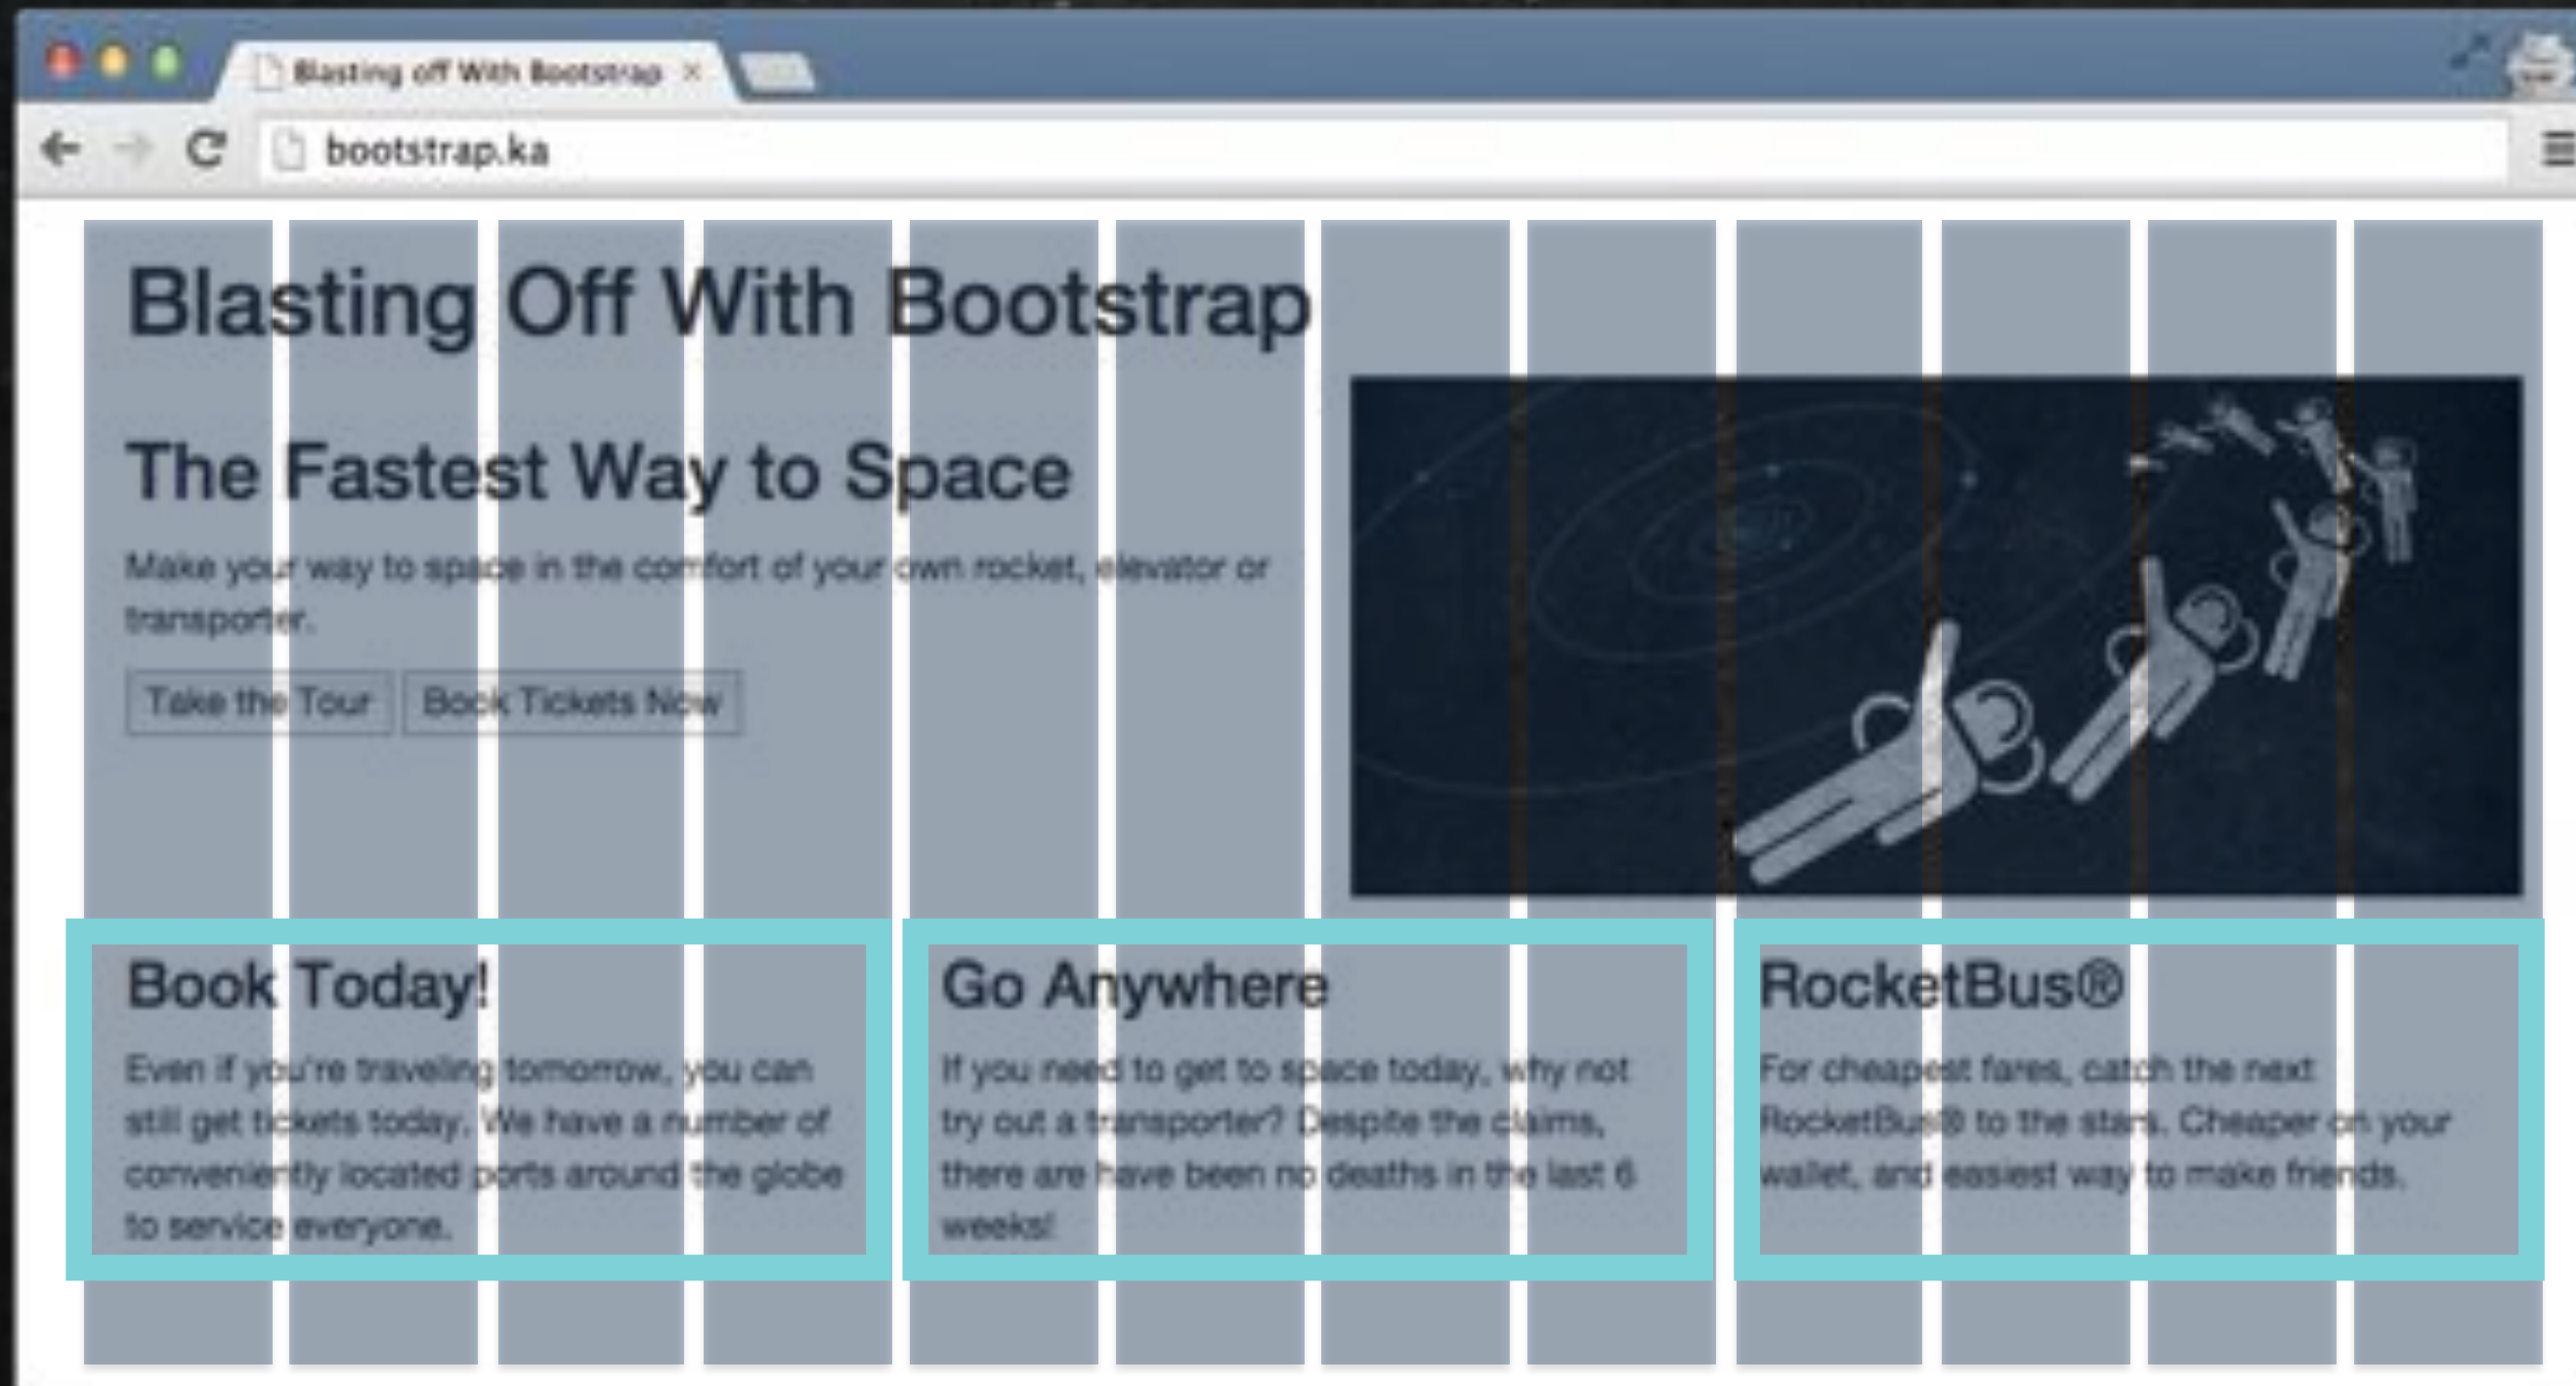 Blasting off With Bootstrap
bootstrap.ka
Blasting Off With Bootstrap
The Fastest Way to Space
Make your way to space in the comfort of your own rocket, elevator or
transporter.
Take the Tour
Book Tickets Now
Book Today!
Even if you're traveling tomorrow, you can
still get tickets today. We have a number of
conveniently located ports around the globe
to service everyone.
Go Anywhere
If you need to get to space today, why not
try out a transporter? Despite the claims,
there are have been no deaths in the last 6
weeks!
RocketBus®
For cheapest fares, catch the next
RocketBus® to the stars. Cheaper on your
wallet, and easiest way to make friends.